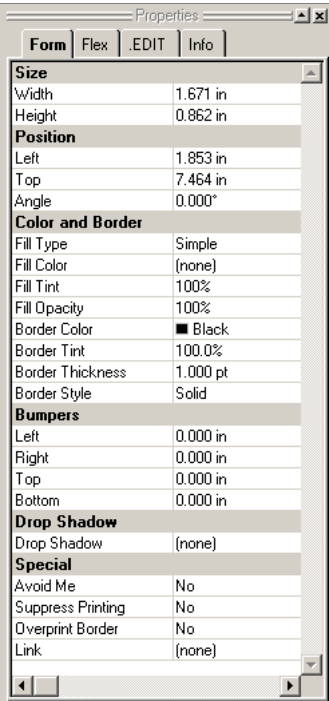 Properties
Form Flex .EDIT Info
Size
Width 1.671 in
Height 0.862 in
Position
Left 1.853 in
Top 7.464 in
Angle 0.000°
Color and Border
Fill Type Simple
Fill Color (none)
Fill Tint 100%
Fill Opacity 100%
Border Color Black
Border Tint 100.0%
Border Thickness 1.000 pt
Border Style Solid
Bumpers
Left 0.000 in
Right 0.000 in
Top 0.000 in
Bottom 0.000 in
Drop Shadow
Drop Shadow (none)
Special
Avoid Me No
Suppress Printing No
Overprint Border No
Link (none)